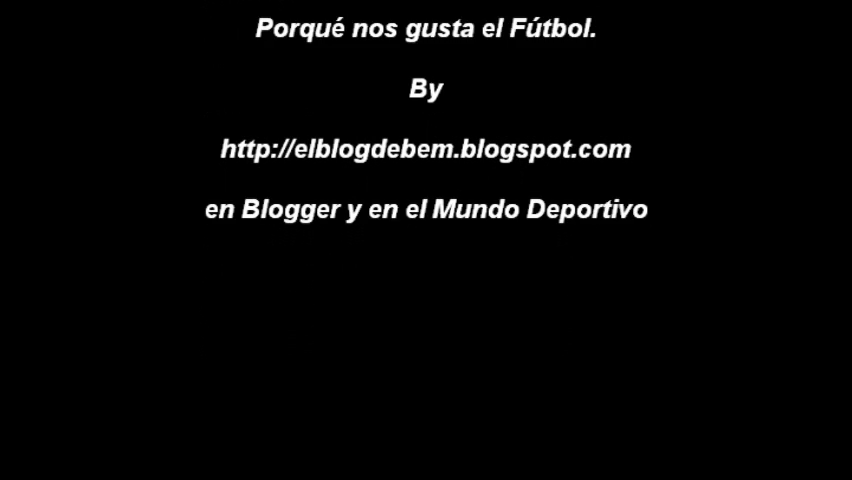 Porqué nos gusta el Fútbol.
By
http://elblogdebem.blogspot.com
en Blogger y en el Mundo Deportivo